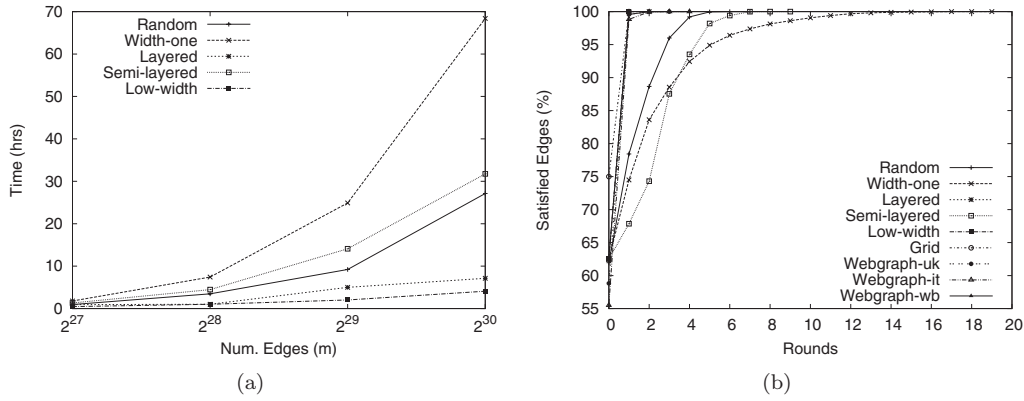 70
60
50
40
30
20
10
0
Time (hrs)
2^27 2^28 2^29 2^30
Num. Edges (m)
Random
Width-one
Layered
Semi-layered
Low-width
(a)
100
95
90
85
80
75
70
65
60
55
Satisfied Edges (%)
0 2 4 6 8 10 12 14 16 18 20
Rounds
Random
Width-one
Layered
Semi-layered
Low-width
Grid
Webgraph-uk
Webgraph-it
Webgraph-wb
(b)